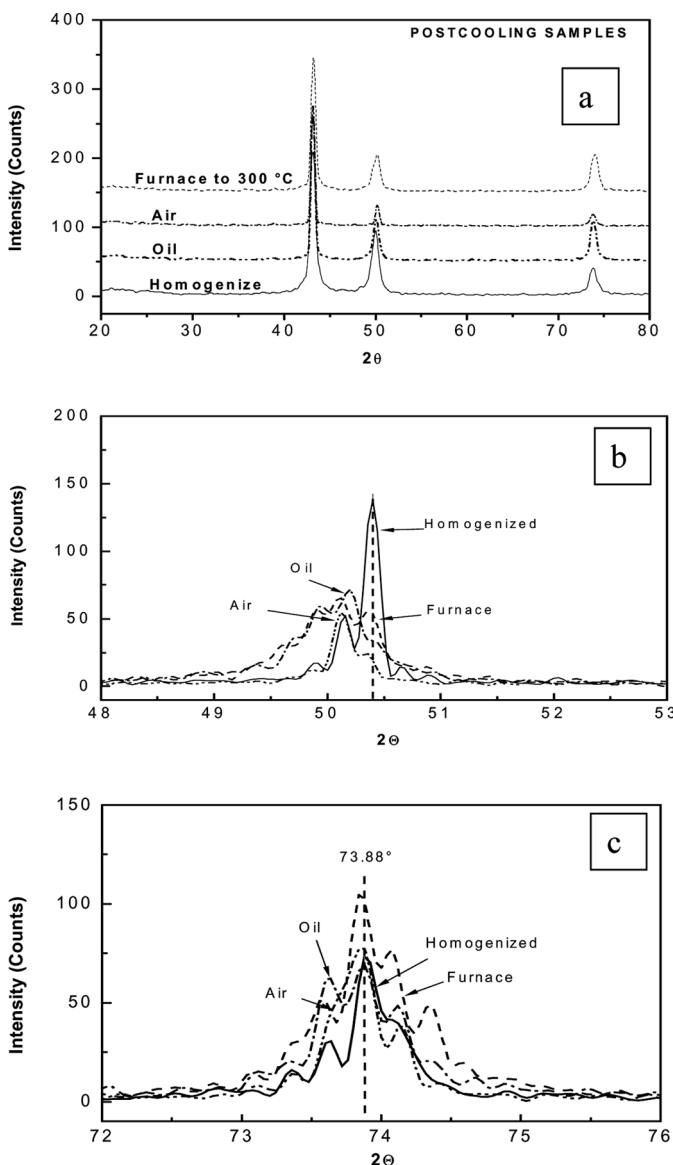 POSTCOOLING SAMPLES
a
400
300
200
100
0
Intensity (Counts)
Furnace to 300 °C
Air
Oil
Homogenize
20 30 40 50 60 70 80
2θ
b
200
150
100
50
0
Intensity (Counts)
Homogenized
Oil
Air
Furnace
48 49 50 51 52 53
2Θ
c
150
100
50
0
Intensity (Counts)
73.88°
Oil
Homogenized
Furnace
Air
72 73 74 75 76
2Θ